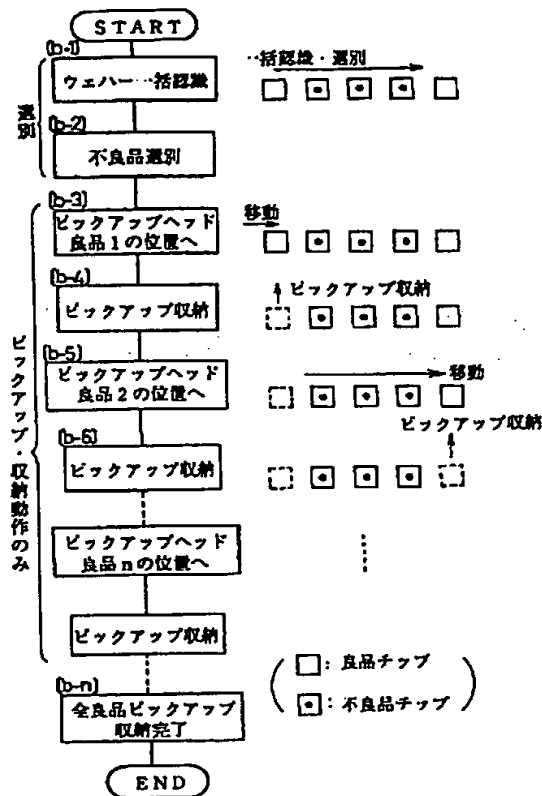 START
(b-1)
ウェハー一括認識
(b-2)
不良品選別
選別
(b-3)
ピックアップヘッド
良品1の位置へ
(b-4)
ピックアップ収納
(b-5)
ピックアップヘッド
良品2の位置へ
(b-6)
ピックアップ収納
ピックアップヘッド
良品nの位置へ
ピックアップ収納
ピックアップ・収納動作のみ
(b-n)
全良品ピックアップ
収納完了
END
一括認識・選別
移動
ピックアップ収納
移動
ピックアップ収納
良品チップ
不良品チップ